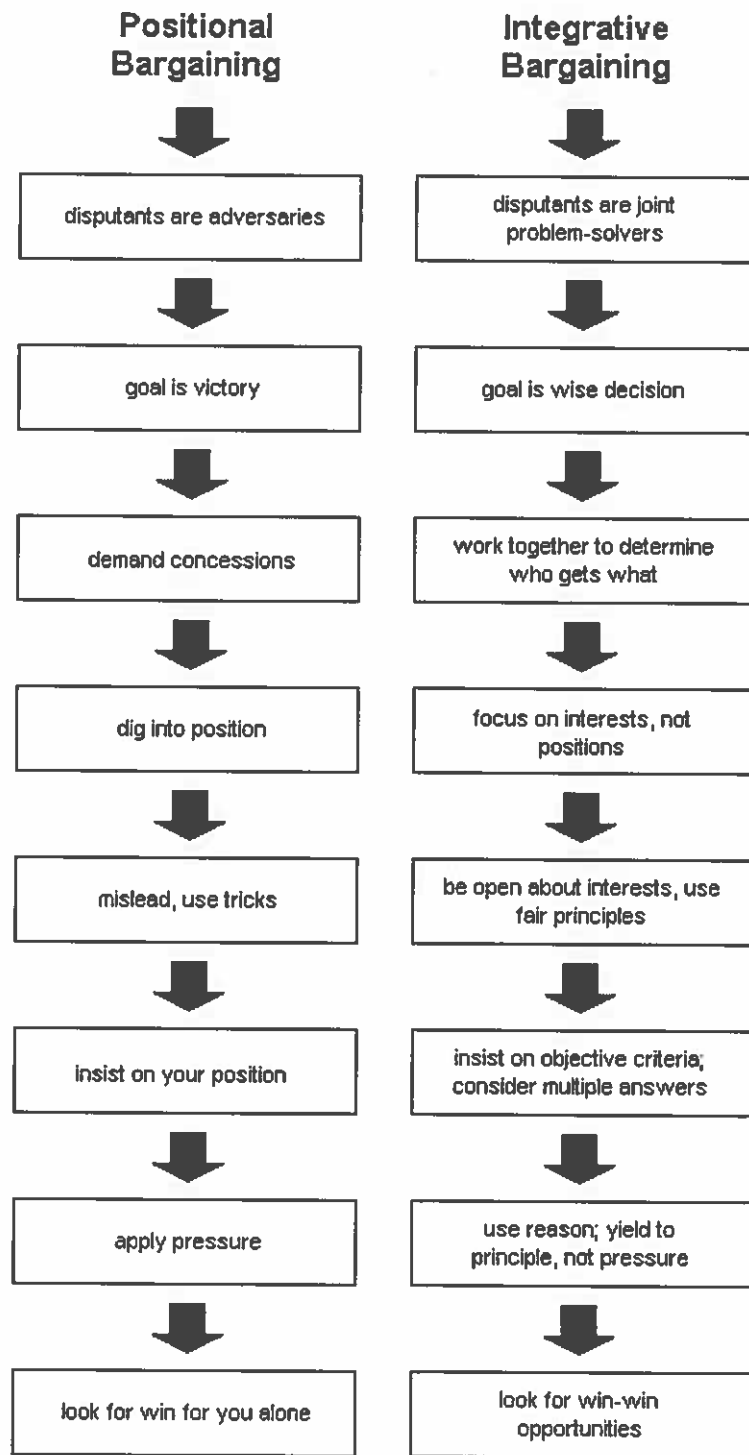 Positional
Bargaining
disputants are adversaries
goal is victory
demand concessions
dig into position
mislead, use tricks
insist on your position
apply pressure
look for win for you alone
Integrative
Bargaining
disputants are joint
problem-solvers
goal is wise decision
work together to determine
who gets what
focus on interests, not
positions
be open about interests, use
fair principles
insist on objective criteria;
consider multiple answers
use reason; yield to
principle, not pressure
look for win-win
opportunities